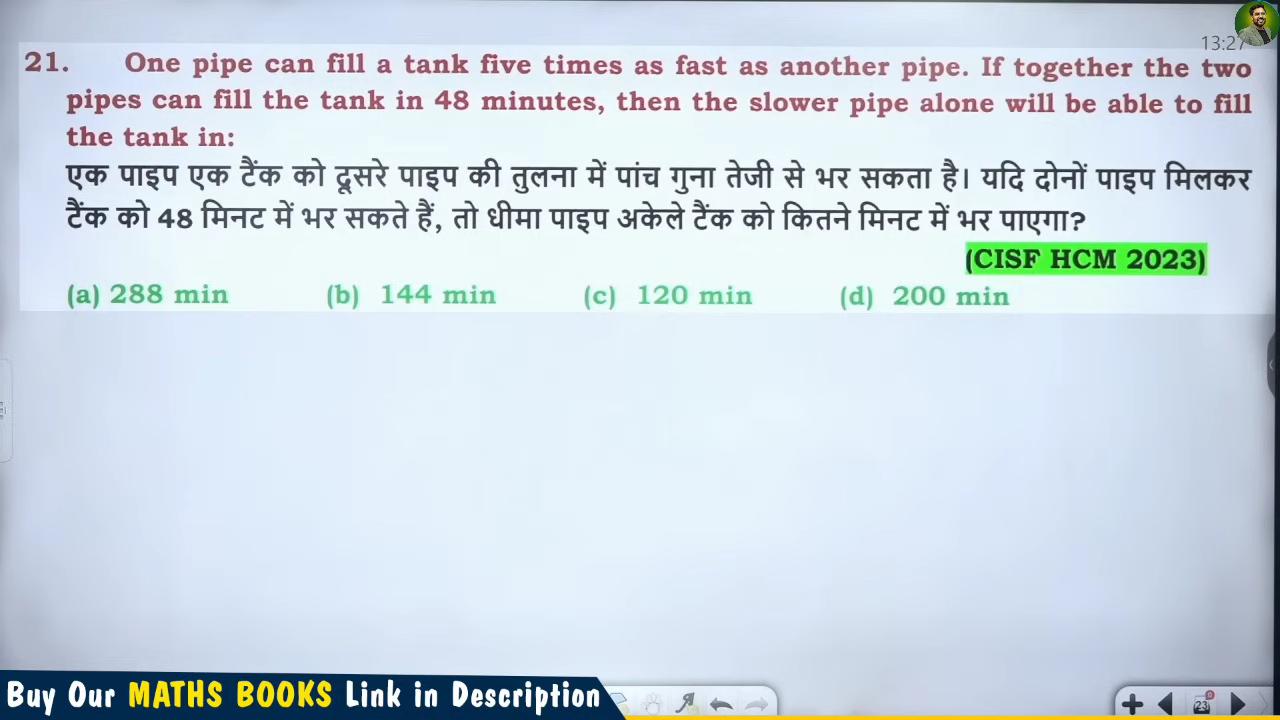 13:27
21. One pipe can fill a tank five times as fast as another pipe. If together the two
pipes can fill the tank in 48 minutes, then the slower pipe alone will be able to fill
the tank in:
एक पाइप एक टैंक को दूसरे पाइप की तुलना में पांच गुना तेजी से भर सकता है। यदि दोनों पाइप मिलकर
टैंक को 48 मिनट में भर सकते हैं, तो धीमा पाइप अकेले टैंक को कितने मिनट में भर पाएगा?
(CISF HCM 2023)
(a) 288 min (b) 144 min (c) 120 min (d) 200 min
Buy Our MATHS BOOKS Link in Description
23